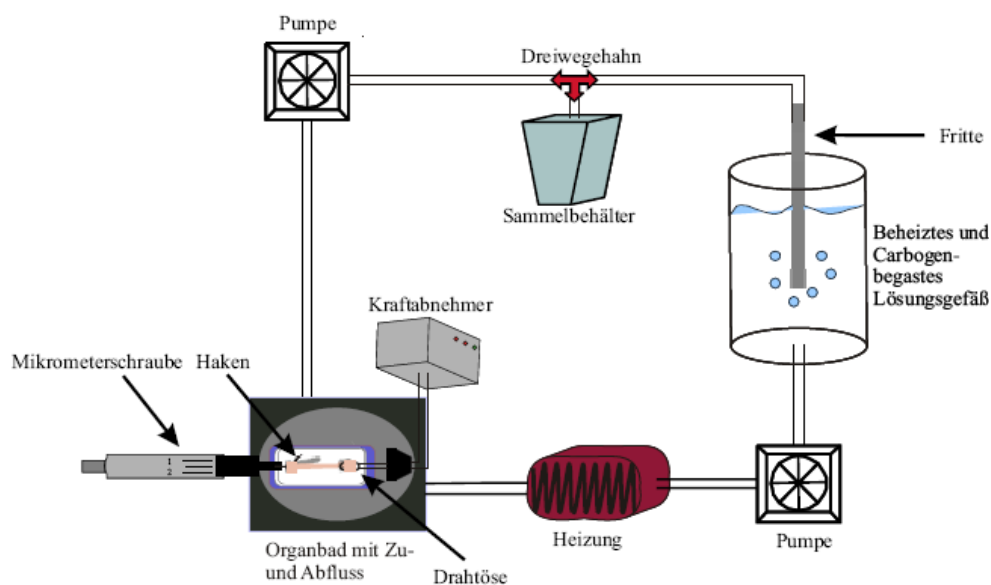 Pumpe
Dreiwegehahn
Fritte
Sammelbehälter
Beheiztes und
Carbogen-
begastes
Lösungsgefäß
Kraftabnehmer
Mikrometerschraube
Haken
1
2
Organbad mit Zu-
und Abfluss
Drahtöse
Heizung
Pumpe